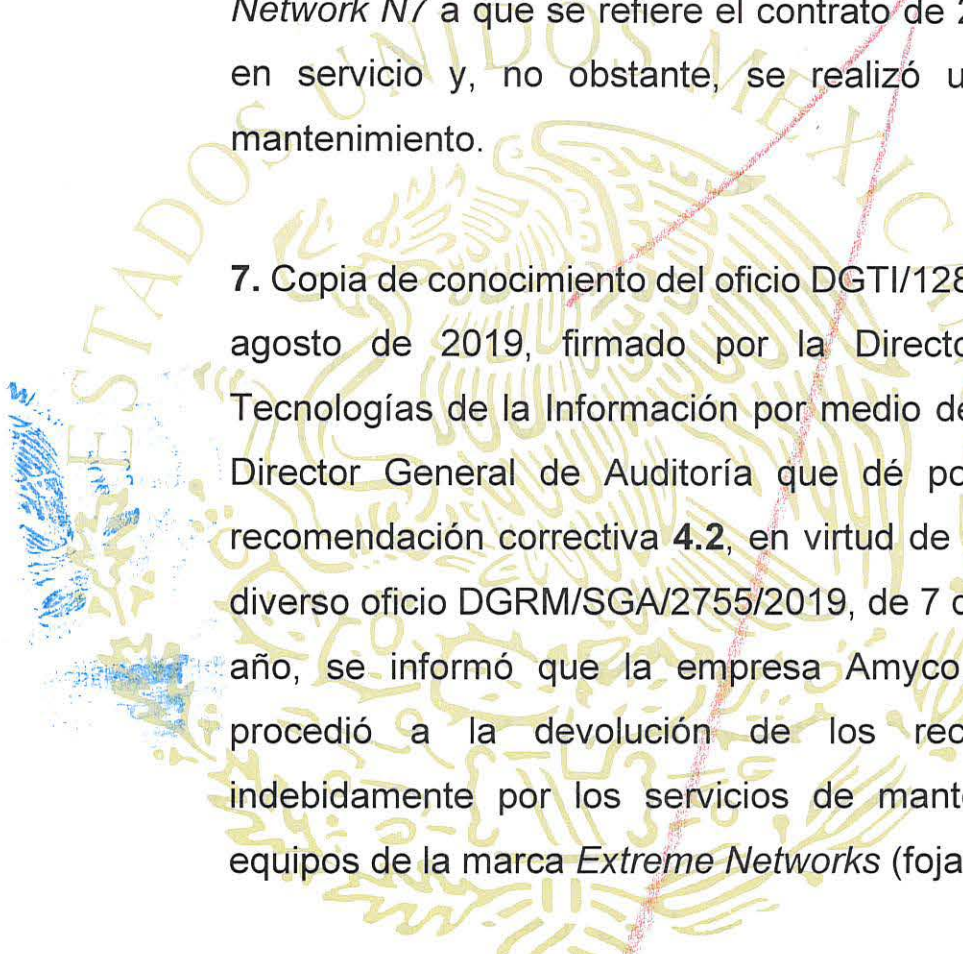 Network N7 a que se refiere el contrato de 2
en servicio y, no obstante, se realizó u
mantenimiento.
7. Copia de conocimiento del oficio DGTI/128
agosto de 2019, firmado por la Directo
Tecnologías de la Información por medio de
Director General de Auditoría que dé po
recomendación correctiva 4.2, en virtud de
diverso oficio DGRM/SGA/2755/2019, de 7 d
año, se informó que la empresa Amyco
procedió a la devolución de los rec
indebidamente por los servicios de mant
equipos de la marca Extreme Networks (foja
ESTADOS UNIDOS MEXIC